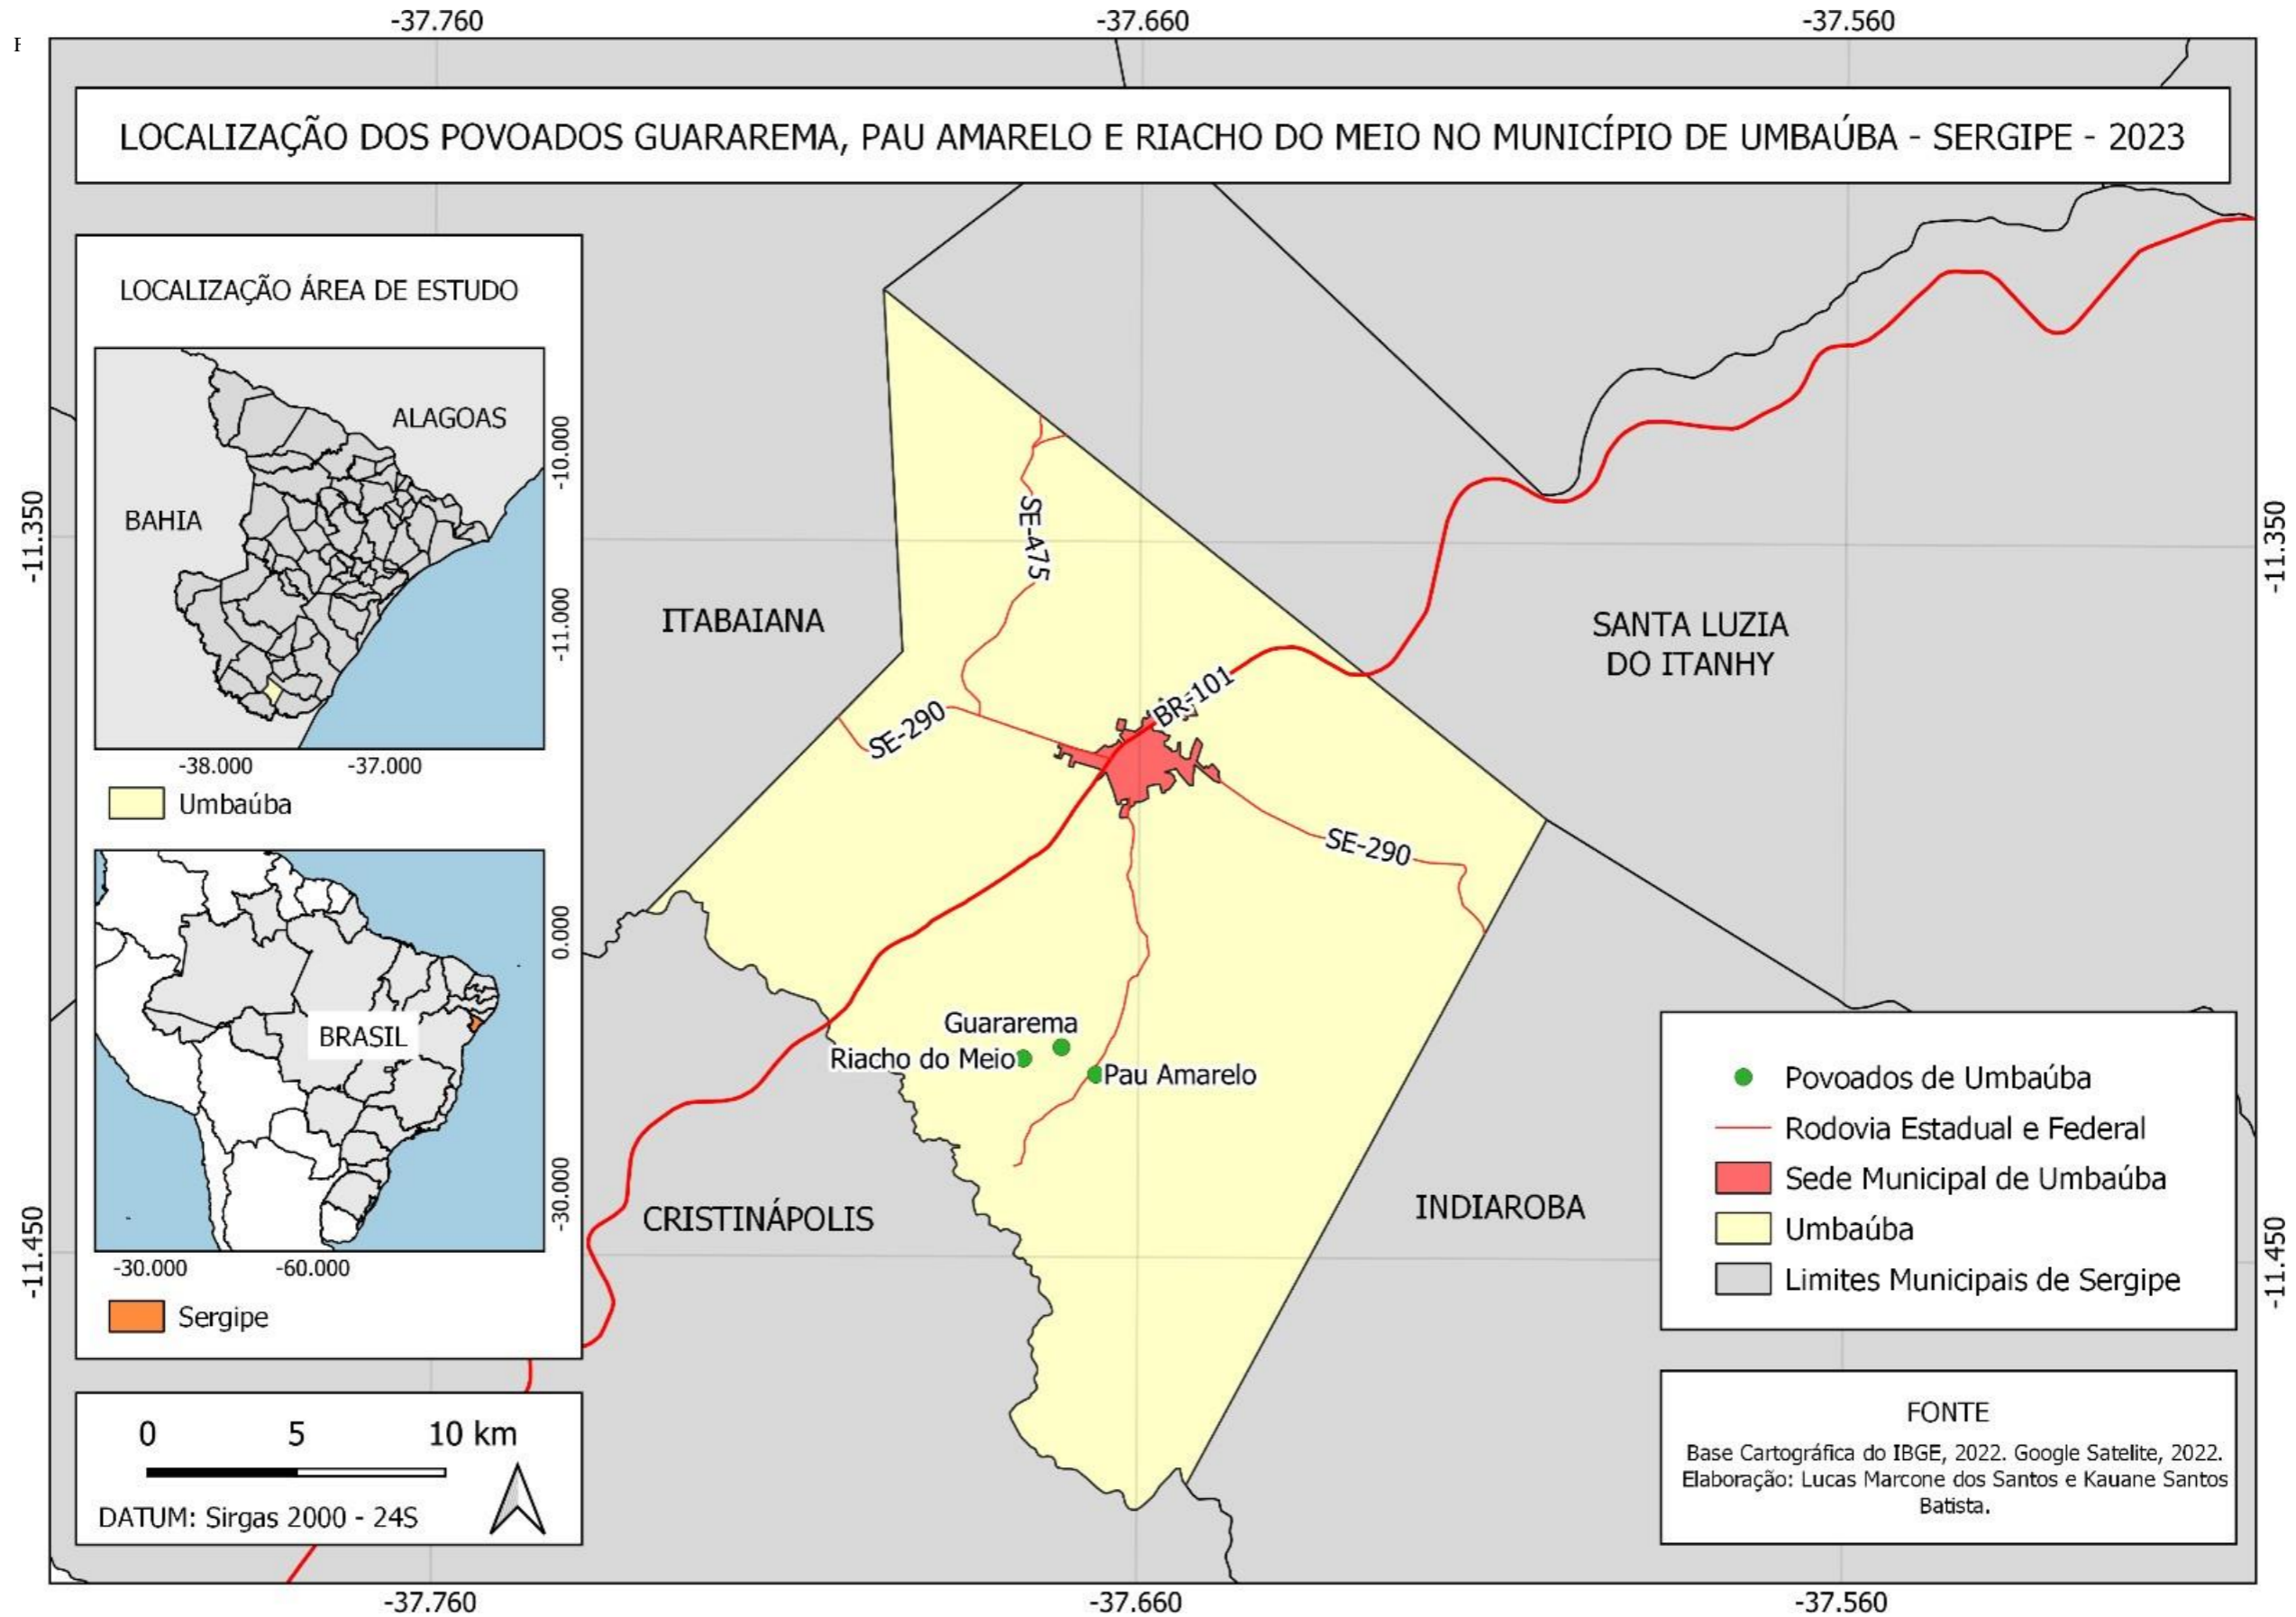 -37.760
-37.660
-37.560
LOCALIZAÇÃO DOS POVOADOS GUARAREMA, PAU AMARELO E RIACHO DO MEIO NO MUNICÍPIO DE UMBAÚBA - SERGIPE - 2023
LOCALIZAÇÃO ÁREA DE ESTUDO
ALAGOAS
BAHIA
-10.000
-11.000
-38.000
-37.000
Umbaúba
BRASIL
0.000
-30.000
-30.000
-60.000
Sergipe
0 5 10 km
DATUM: Sirgas 2000 - 24S
-11.350
-11.450
SE-475
ITABAIANA
SANTA LUZIA
DO ITANHY
BR-101
SE-290
SE-290
Guararema
Riacho do Meio
Pau Amarelo
CRISTINÁPOLIS
INDIAROBA
-11.350
-11.450
Povoados de Umbaúba
Rodovia Estadual e Federal
Sede Municipal de Umbaúba
Umbaúba
Limites Municipais de Sergipe
FONTE
Base Cartográfica do IBGE, 2022. Google Satelite, 2022.
Elaboração: Lucas Marcone dos Santos e Kauane Santos
Batista.
-37.760
-37.660
-37.560